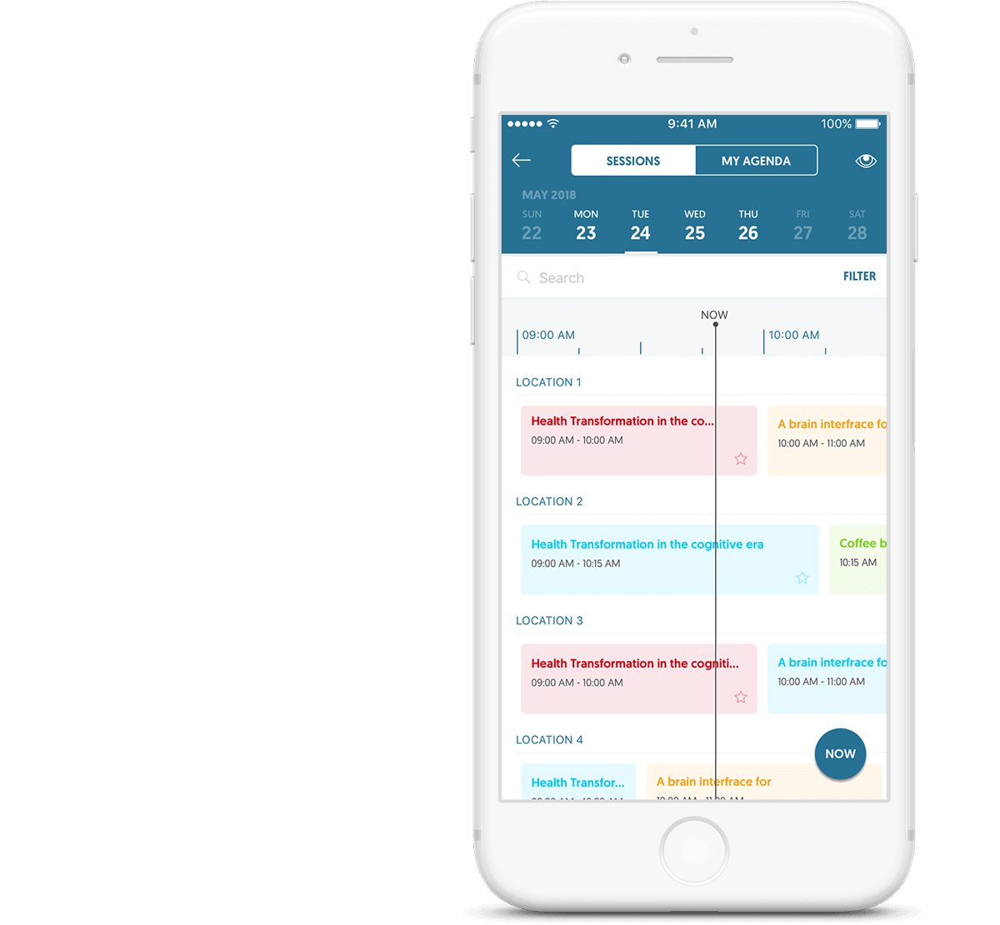 9:41 AM 100%
SESSIONS MY AGENDA
MAY 2018
SUN MON TUE WED THU FRI SAT
22 23 24 25 26 27 28
Search FILTER
NOW
09:00 AM 10:00 AM
LOCATION 1
Health Transformation in the co... A brain interfrace fo
09:00 AM - 10:00 AM 10:00 AM - 11:00 AM
LOCATION 2
Health Transformation in the cognitive era Coffee b
09:00 AM - 10:15 AM 10:15 AM
LOCATION 3
Health Transformation in the cogniti... A brain interfrace fo
09:00 AM - 10:00 AM 10:00 AM - 11:00 AM
LOCATION 4
NOW
Health Transfor... A brain interfrace for